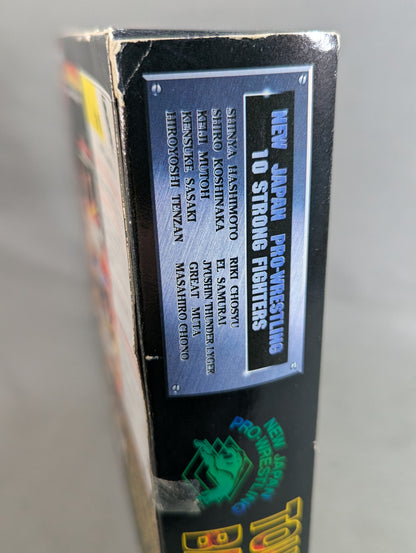 NEW JAPAN PRO-WRESTLING
10 STRONG FIGHTERS
SHINYA HASHIMOTO
SHIRO KOSHINAKA
KEIJI MUTOH
KENSUKE SASAKI
HIROYOSHI TENZAN
RIKI CHOSYU
EL SAMURAI
JYUSHIN THUNDER LYGER
GREAT MUTA
MASAHIRO CHONO
NEW JAPAN
PRO-WRESTLING